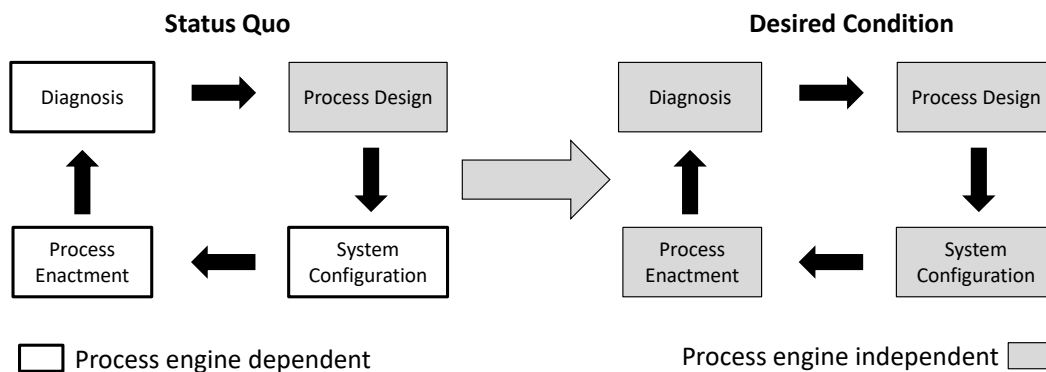 Status Quo
Desired Condition
Diagnosis
Process Design
Diagnosis
Process Design
Process
Enactment
System
Configuration
Process
Enactment
System
Configuration
Process engine dependent
Process engine independent